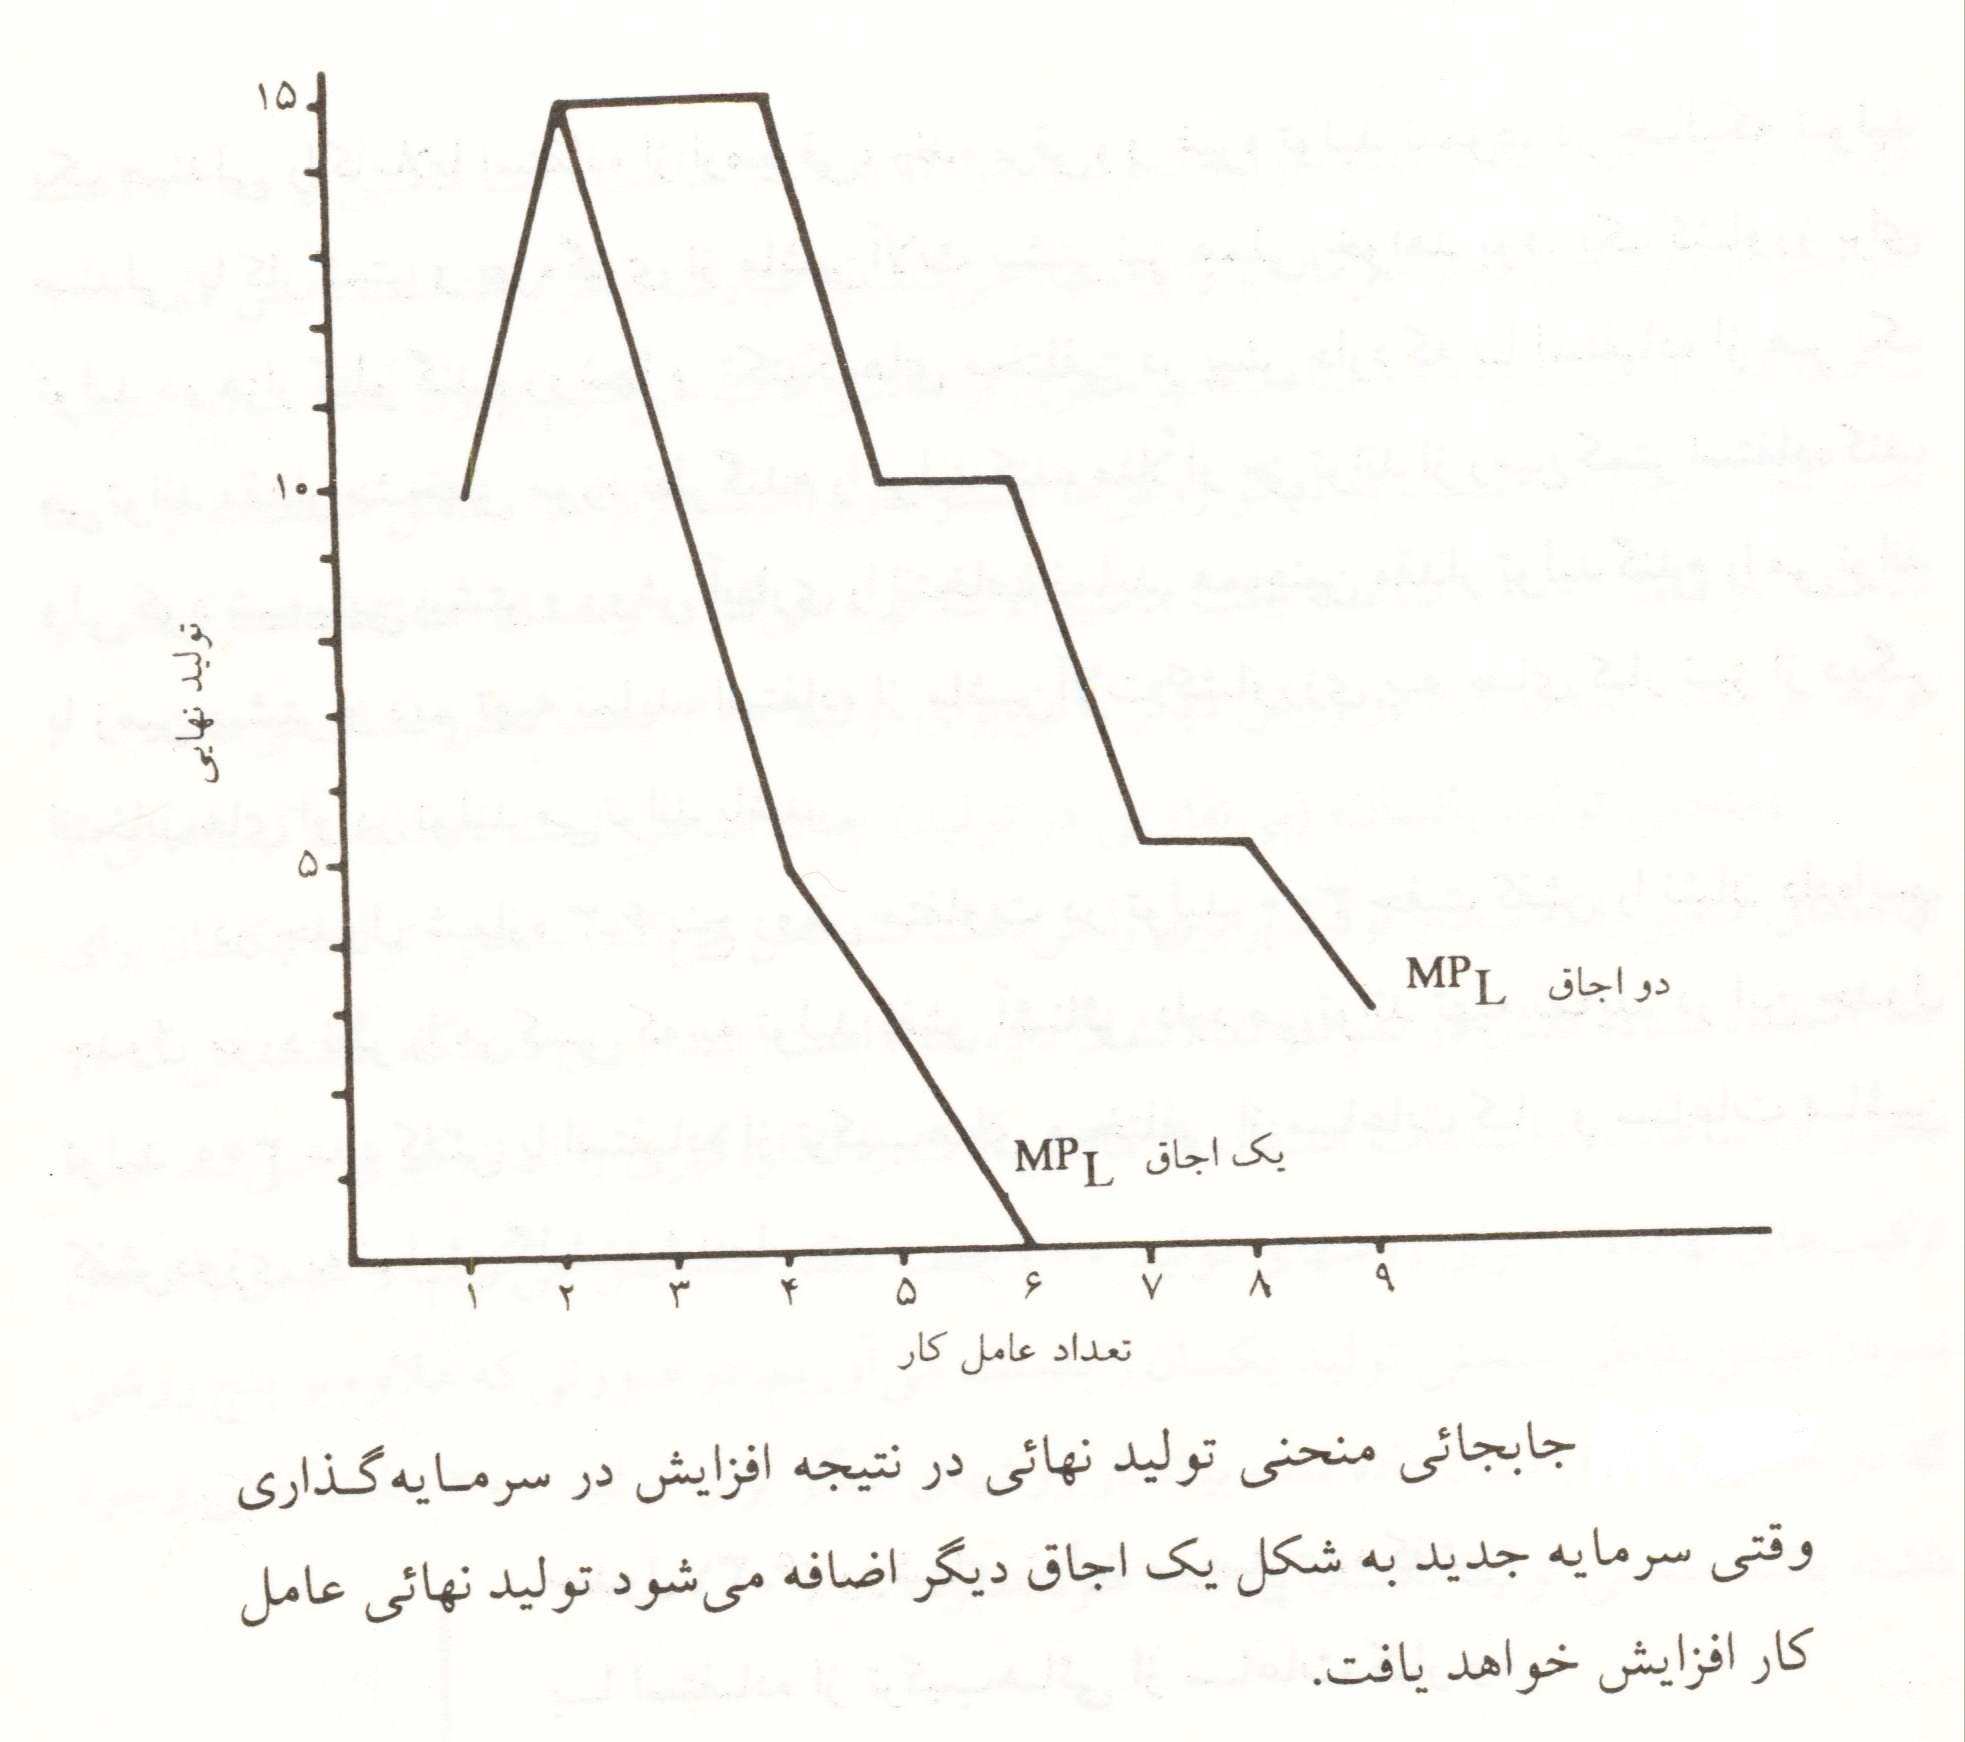 ۱۵
۱۰
۵
تولید نهایی
MPL دو اجاق
MPL یک اجاق
۱ ۲ ۳ ۴ ۵ ۶ ۷ ۸ ۹
تعداد عامل کار
جابجائی منحنی تولید نهائی در نتیجه افزایش در سرمایه‌گذاری
وقتی سرمایه جدید به شکل یک اجاق دیگر اضافه می‌شود تولید نهائی عامل
کار افزایش خواهد یافت.